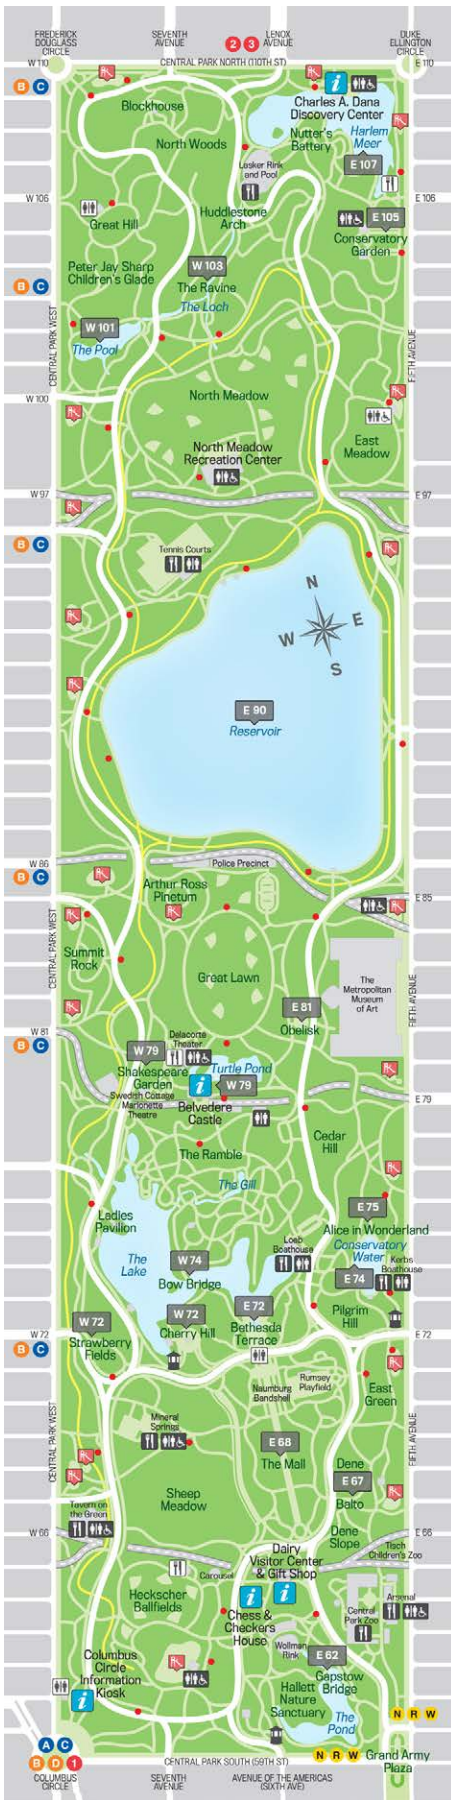 FREDERICK
DOUGLASS
CIRCLE
SEVENTH
AVENUE
2 3
LENOX
AVENUE
DUKE
ELLINGTON
CIRCLE
W 110
CENTRAL PARK NORTH (110TH ST)
E 110
B C
Blockhouse
i
Charles A. Dana
Discovery Center
North Woods
Nutter's
Battery
Harlem
Meer
E 107
Lasker Rink
and Pool
W 106
E 106
Great Hill
Huddlestone
Arch
E 105
Conservatory
Garden
W 103
Peter Jay Sharp
Children's Glade
The Ravine
B C
The Loch
CENTRAL PARK WEST
W 101
The Pool
FIFTH AVENUE
W 100
North Meadow
East
Meadow
North Meadow
Recreation Center
W 97
E 97
B C
Tennis Courts
N
W E
S
E 90
Reservoir
W 86
Police Precinct
B C
Arthur Ross
Pinetum
E 85
CENTRAL PARK WEST
Summit
Rock
Great Lawn
The
Metropolitan
Museum
of Art
FIFTH AVENUE
E 81
Obelisk
W 81
B C
Delacorte
Theater
W 79
Shakespeare
Garden
Turtle Pond
i
W 79
Swedish Cottage
Marionette
Theatre
Belvedere
Castle
E 79
Cedar
Hill
The Ramble
The Gill
Ladies
Pavilion
E 75
Alice in Wonderland
Conservatory
Water
The
Lake
Loeb
Boathouse
Kerbs
Boathouse
W 74
Bow Bridge
E 74
W 72
Cherry Hill
E 72
Bethesda
Terrace
Pilgrim
Hill
W 72
W 72
Strawberry
Fields
E 72
B C
Rumsey
Playfield
Naumburg
Bandshell
East
Green
CENTRAL PARK WEST
Mineral
Springs
E 68
The Mall
FIFTH AVENUE
Dene
E 67
Balto
Sheep
Meadow
Tavern on
the Green
W 66
Dene
Slope
E 66
Dairy
Visitor Center
& Gift Shop
Tisch
Children's Zoo
Carousel
i i
Heckscher
Ballfields
Chess &
Checkers
House
Arsenal
Central
Park Zoo
Wollman
Rink
E 62
Gapstow
Bridge
Columbus
Circle
Information
Kiosk
i
Hallett
Nature
Sanctuary
The
Pond
N R W
A C
B D 1
N R W
Grand Army
Plaza
CENTRAL PARK SOUTH (59TH ST)
COLUMBUS
CIRCLE
SEVENTH
AVENUE
AVENUE OF THE AMERICAS
(SIXTH AVE)